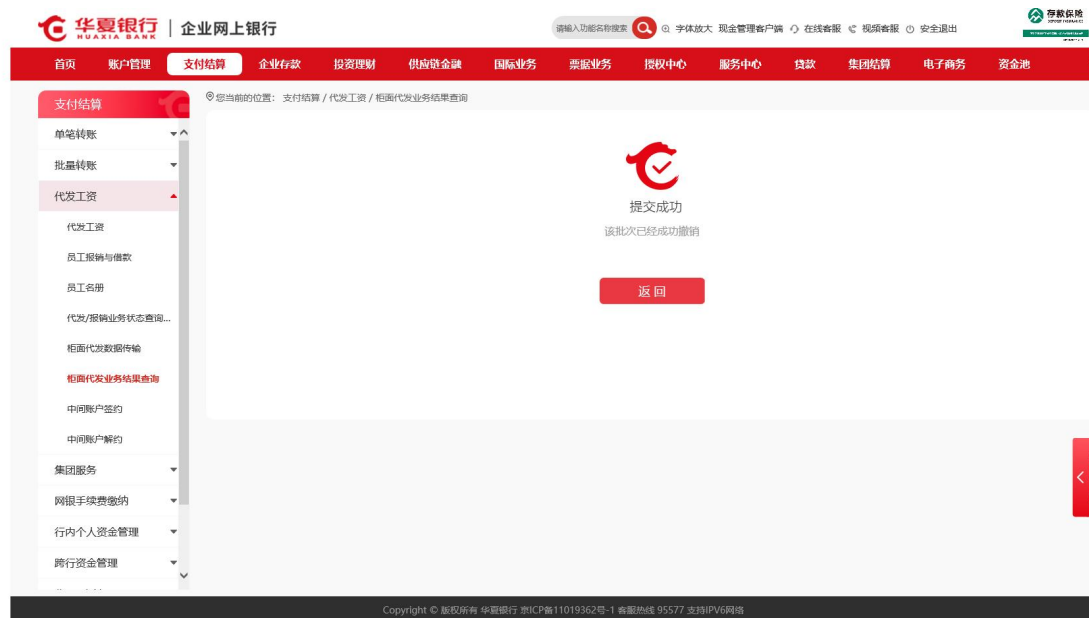 华夏银行 企业网上银行
HUAXIA BANK
请输入功能名称搜索 字体放大 现金管理客户端 在线客服 视频客服 安全退出
存款保险
首页 账户管理 支付结算 企业存款 投资理财 供应链金融 国际业务 票据业务 授权中心 服务中心 贷款 集团结算 电子商务 资金池
支付结算
您当前的位置: 支付结算 / 代发工资 / 柜面代发业务结果查询
单笔转账
批量转账
代发工资
代发工资
员工报销与借款
员工名册
代发/报销业务状态查询...
柜面代发数据传输
柜面代发业务结果查询
中间账户签约
中间账户解约
集团服务
网银手续费缴纳
行内个人资金管理
跨行资金管理
提交成功
该批次已经成功撤销
返回
Copyright © 版权所有 华夏银行 京ICP备11019362号-1 客服热线 95577 支持IPV6网络